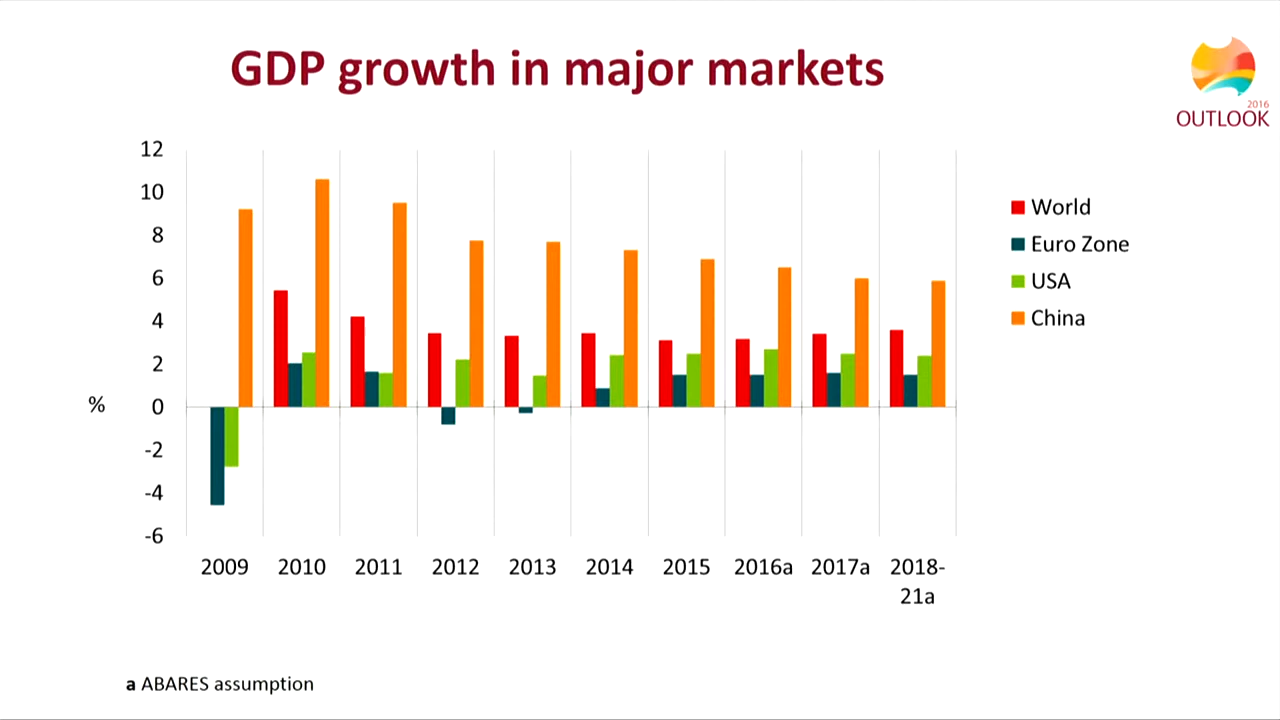 GDP growth in major markets
2016
OUTLOOK
12
10
8
6
4
2
0
-2
-4
-6
%
2009 2010 2011 2012 2013 2014 2015 2016a 2017a 2018-
21a
World
Euro Zone
USA
China
a ABARES assumption